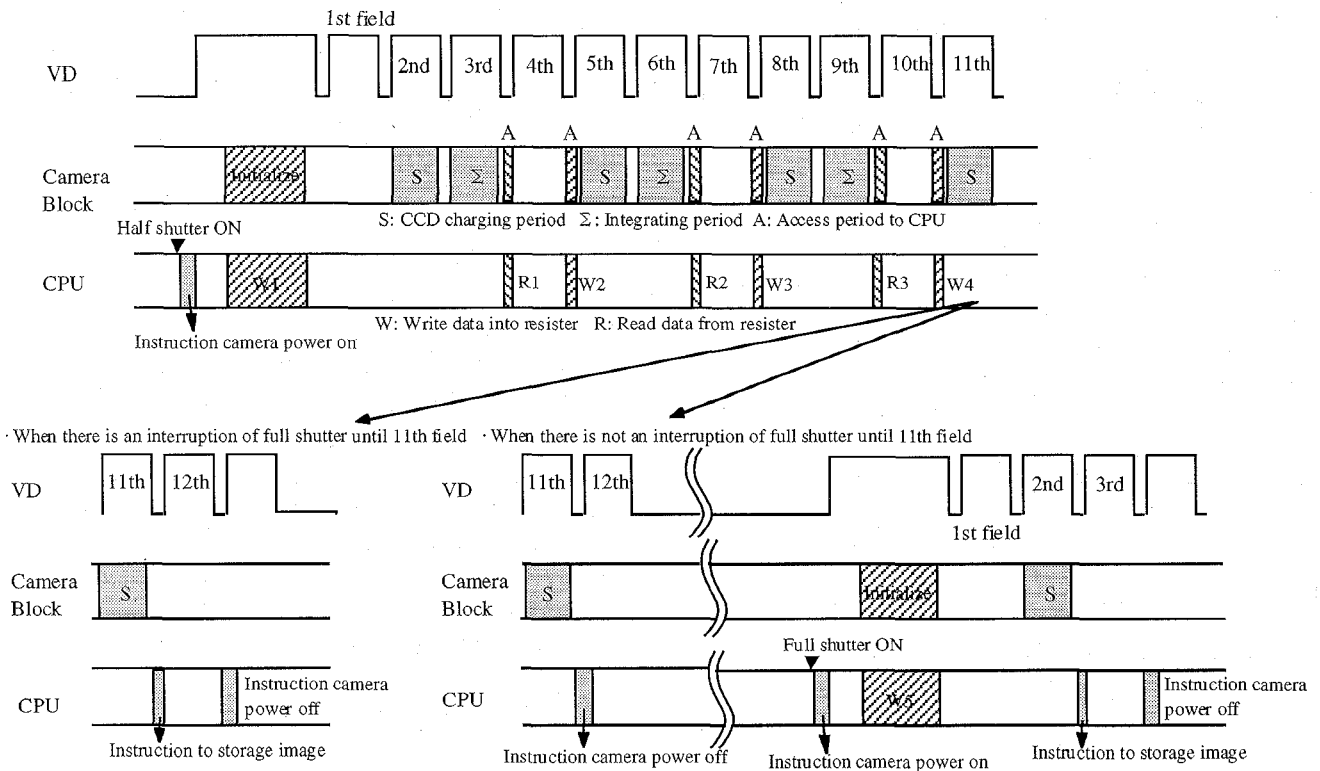 1st field
VD 2nd 3rd 4th 5th 6th 7th 8th 9th 10th 11th
A A A A A A
Camera Block Initialize S Σ S Σ S Σ S
S: CCD charging period Σ: Integrating period A: Access period to CPU
Half shutter ON
CPU W1 R1 W2 R2 W3 R3 W4
W: Write data into resister R: Read data from resister
Instruction camera power on
· When there is an interruption of full shutter until 11th field
VD 11th 12th
Camera Block S
CPU
Instruction camera
power off
Instruction to storage image
· When there is not an interruption of full shutter until 11th field
VD 11th 12th 2nd 3rd
1st field
Camera Block S Initialize S
Full shutter ON
CPU W5
Instruction camera
power off
Instruction camera power off
Instruction camera power on
Instruction to storage image